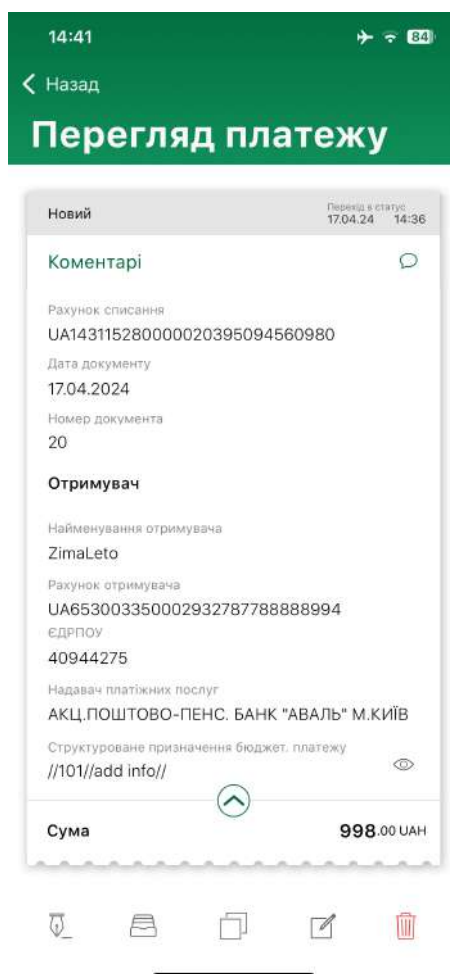 14:41
84
Назад
Перегляд платежу
Новий
Перехід в статус
17.04.24 14:36
Коментарі
Рахунок списання
UA143115280000020395094560980
Дата документу
17.04.2024
Номер документа
20
Отримувач
Найменування отримувача
ZimaLeto
Рахунок отримувача
UA653003350002932787788888994
ЄДРПОУ
40944275
Надавач платіжних послуг
АКЦ.ПОШТОВО-ПЕНС. БАНК "АВАЛЬ" М.КИЇВ
Структуроване призначення бюджет. платежу
//101//add info//
Сума 998.00 UAH